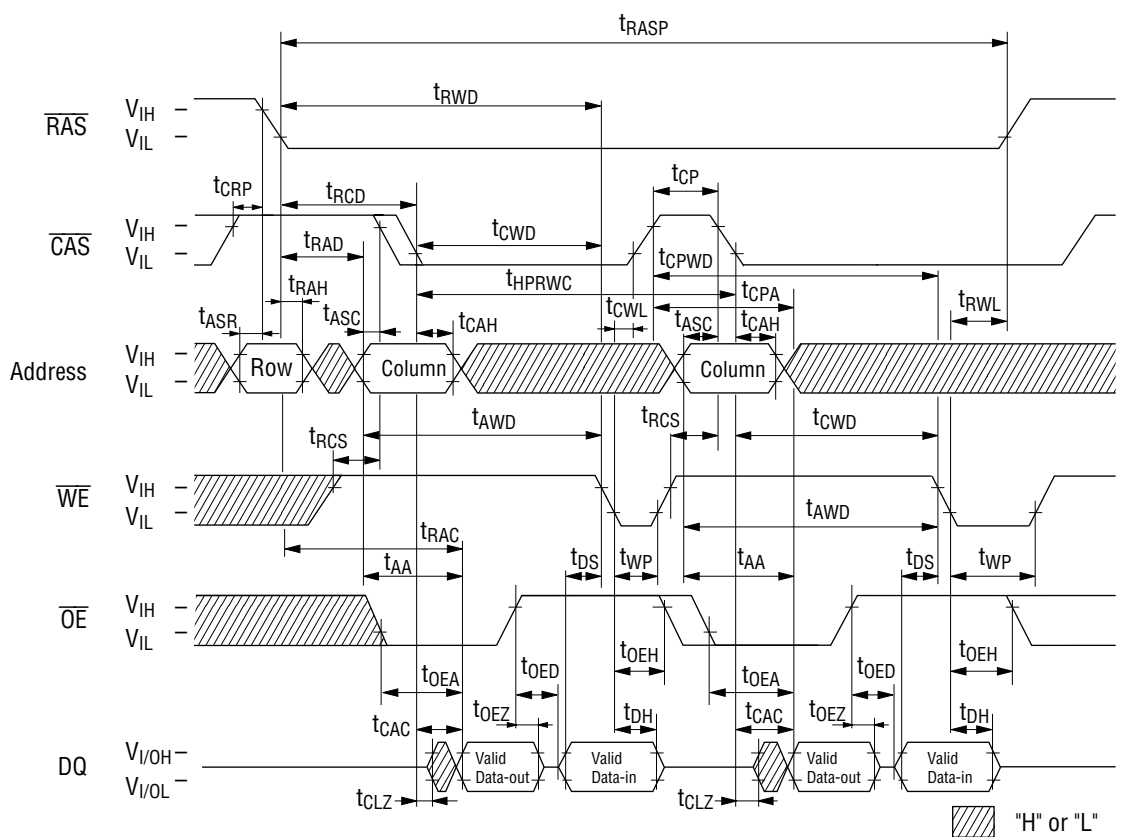 tRASP
tRWD
RAS
VIH
VIL
tCRP
tRCD
tCP
CAS
VIH
VIL
tRAD
tCWD
tCPWD
tHPRWC
tRAH
tCPA
tASR
tASC
tCAH
tCWL
tASC
tCAH
tRWL
Address
VIH
VIL
Row
Column
Column
tAWD
tRCS
tRCS
tCWD
WE
VIH
VIL
tAWD
tRAC
tAA
tDS
tWP
tAA
tDS
tWP
OE
VIH
VIL
tOEA
tOED
tOEH
tOEA
tOED
tOEH
tCAC
tOEZ
tDH
tCAC
tOEZ
tDH
DQ
VI/OH
VI/OL
Valid
Data-out
Valid
Data-in
Valid
Data-out
Valid
Data-in
tCLZ
tCLZ
"H" or "L"